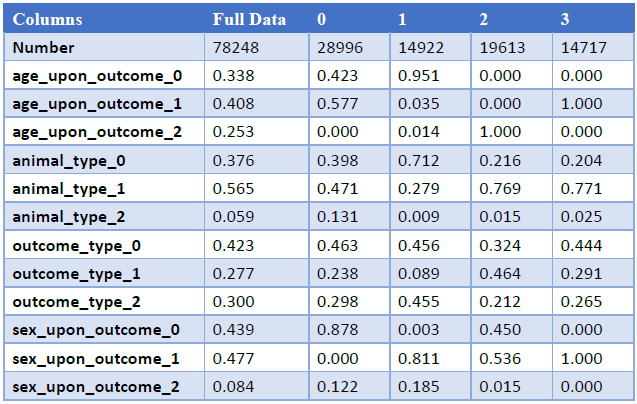 Columns Full Data 0 1 2 3
Number 78248 28996 14922 19613 14717
age_upon_outcome_0 0.338 0.423 0.951 0.000 0.000
age_upon_outcome_1 0.408 0.577 0.035 0.000 1.000
age_upon_outcome_2 0.253 0.000 0.014 1.000 0.000
animal_type_0 0.376 0.398 0.712 0.216 0.204
animal_type_1 0.565 0.471 0.279 0.769 0.771
animal_type_2 0.059 0.131 0.009 0.015 0.025
outcome_type_0 0.423 0.463 0.456 0.324 0.444
outcome_type_1 0.277 0.238 0.089 0.464 0.291
outcome_type_2 0.300 0.298 0.455 0.212 0.265
sex_upon_outcome_0 0.439 0.878 0.003 0.450 0.000
sex_upon_outcome_1 0.477 0.000 0.811 0.536 1.000
sex_upon_outcome_2 0.084 0.122 0.185 0.015 0.000